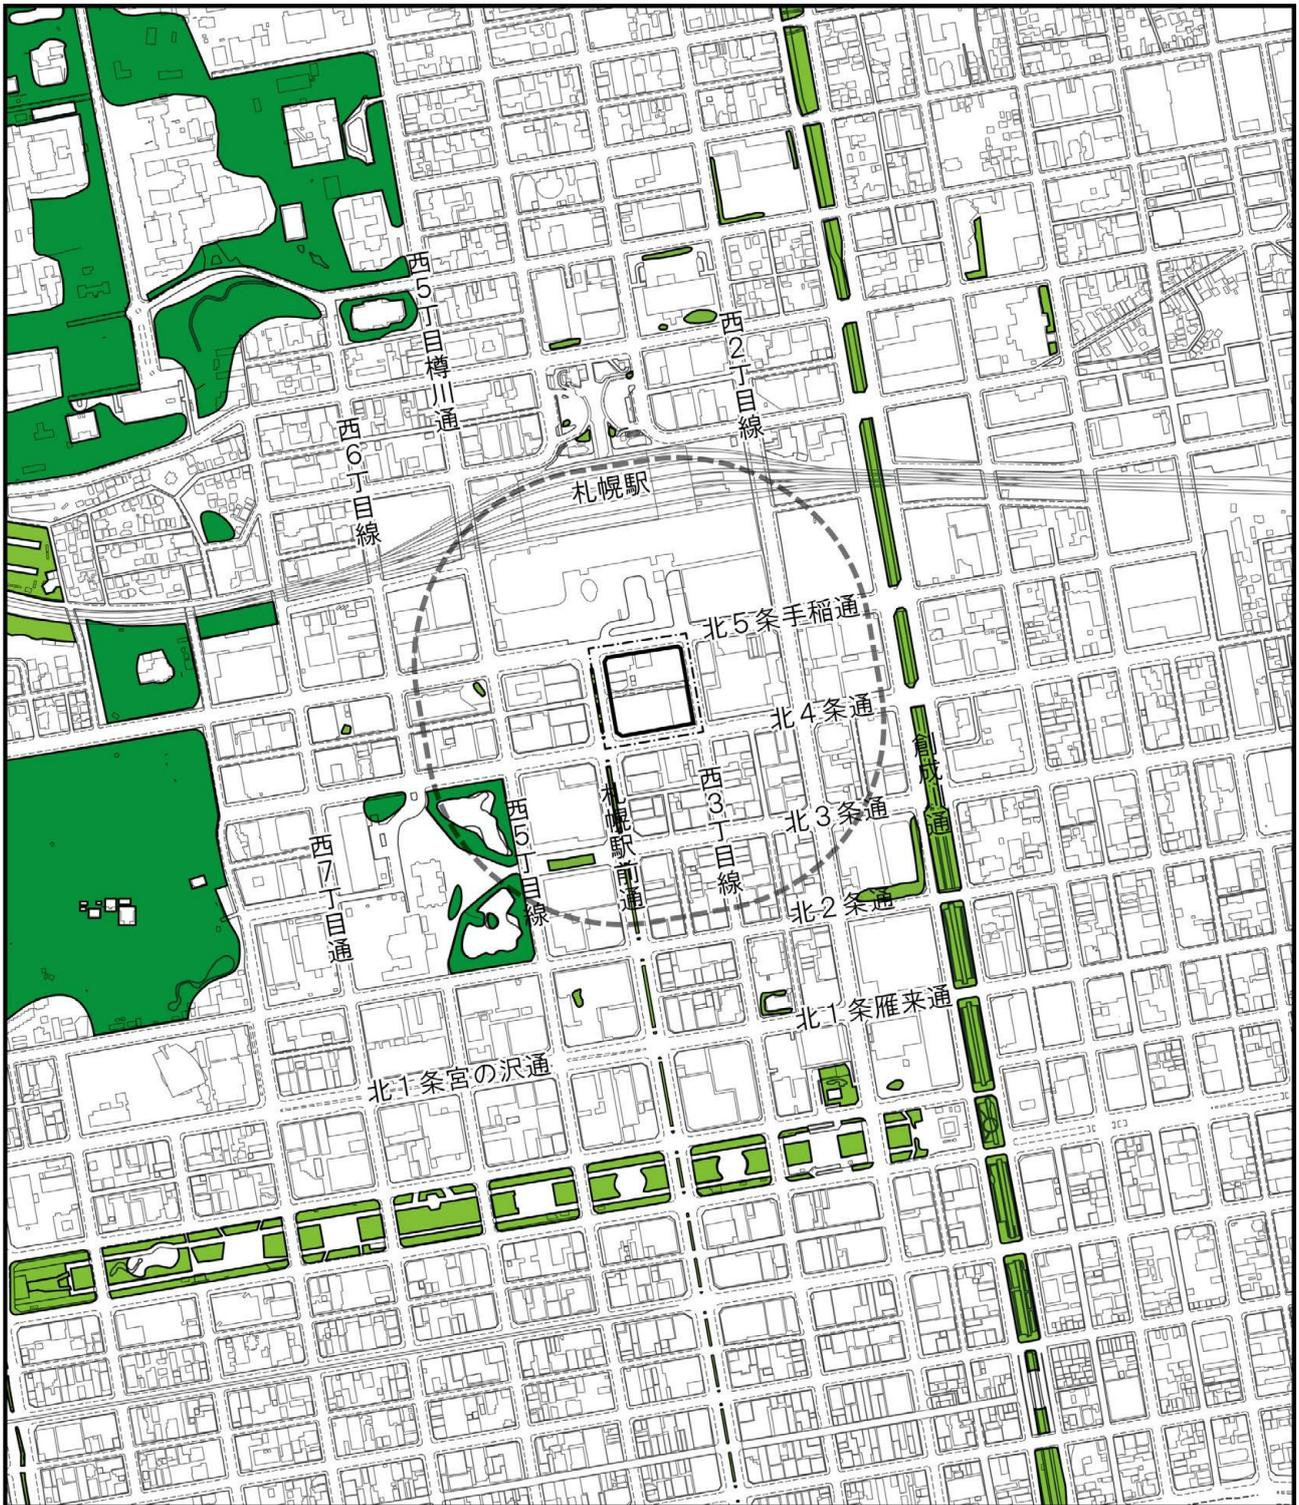 西5丁目樽川通
西2丁目線
西6丁目線
札幌駅
北5条手稲通
北4条通
創成川通
西3丁目線
札幌駅前通
西5丁目線
北3条通
西7丁目通
北2条通
北1条雁来通
北1条宮の沢通